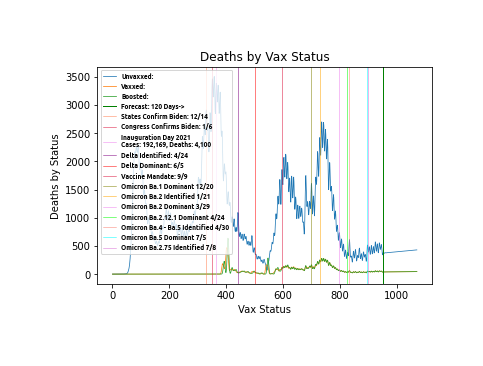 Deaths by Vax Status
Deaths by Status
3500
3000
2500
2000
1500
1000
500
0
Unvaxxed:
Vaxxed:
Boosted:
Forecast: 120 Days->
States Confirm Biden: 12/14
Congress Confirms Biden: 1/6
Inauguration Day 2021
Cases: 192,169, Deaths: 4,100
Delta Identified: 4/24
Delta Dominant: 6/5
Vaccine Mandate: 9/9
Omicron Ba.1 Dominant 12/20
Omicron Ba.2 Identified 1/21
Omicron Ba.2 Dominant 3/29
Omicron Ba.2.12.1 Dominant 4/24
Omicron Ba.4 - Ba.5 Identified 4/30
Omicron Ba.5 Dominant 7/5
Omicron Ba.2.75 Identified 7/8
0 200 400 600 800 1000
Vax Status